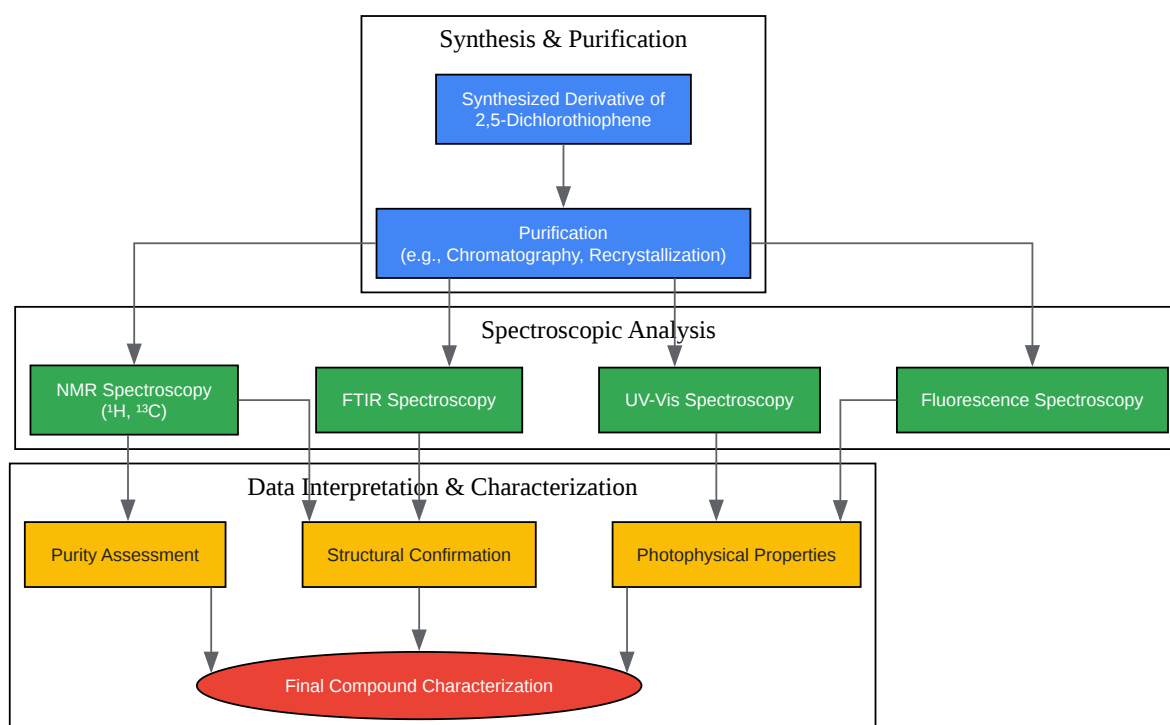 Synthesis & Purification
Synthesized Derivative of
2,5-Dichlorothiophene
Purification
(e.g., Chromatography, Recrystallization)
Spectroscopic Analysis
NMR Spectroscopy
(¹H, ¹³C)
FTIR Spectroscopy
UV-Vis Spectroscopy
Fluorescence Spectroscopy
Data Interpretation & Characterization
Purity Assessment
Structural Confirmation
Photophysical Properties
Final Compound Characterization